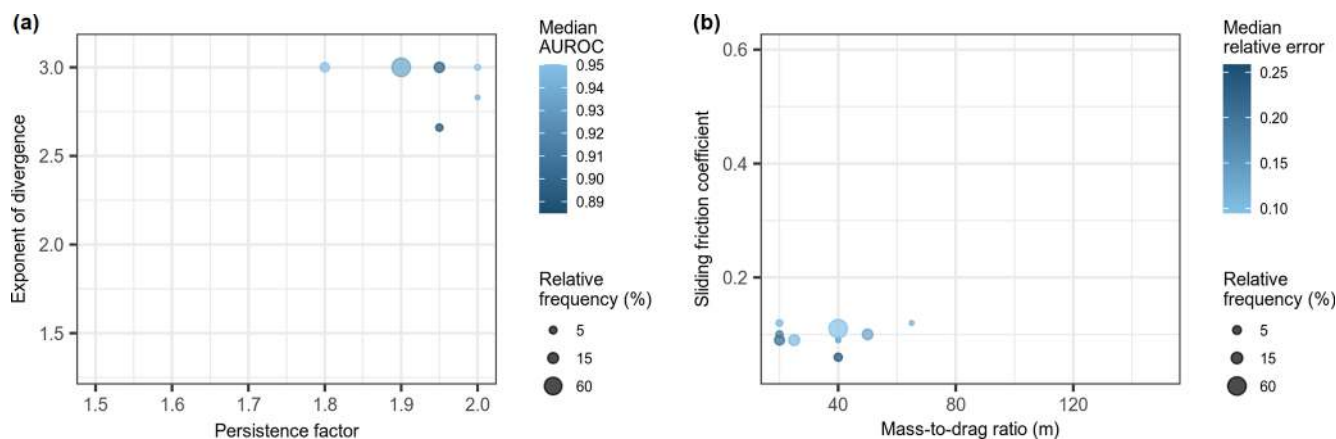 (a)
Exponent of divergence
3.0
2.5
2.0
1.5
1.5 1.6 1.7 1.8 1.9 2.0
Persistence factor
Median
AUROC
0.95
0.94
0.93
0.92
0.91
0.90
0.89
Relative
frequency (%)
5
15
60
(b)
Sliding friction coefficient
0.6
0.4
0.2
40 80 120
Mass-to-drag ratio (m)
Median
relative error
0.25
0.20
0.15
0.10
Relative
frequency (%)
5
15
60